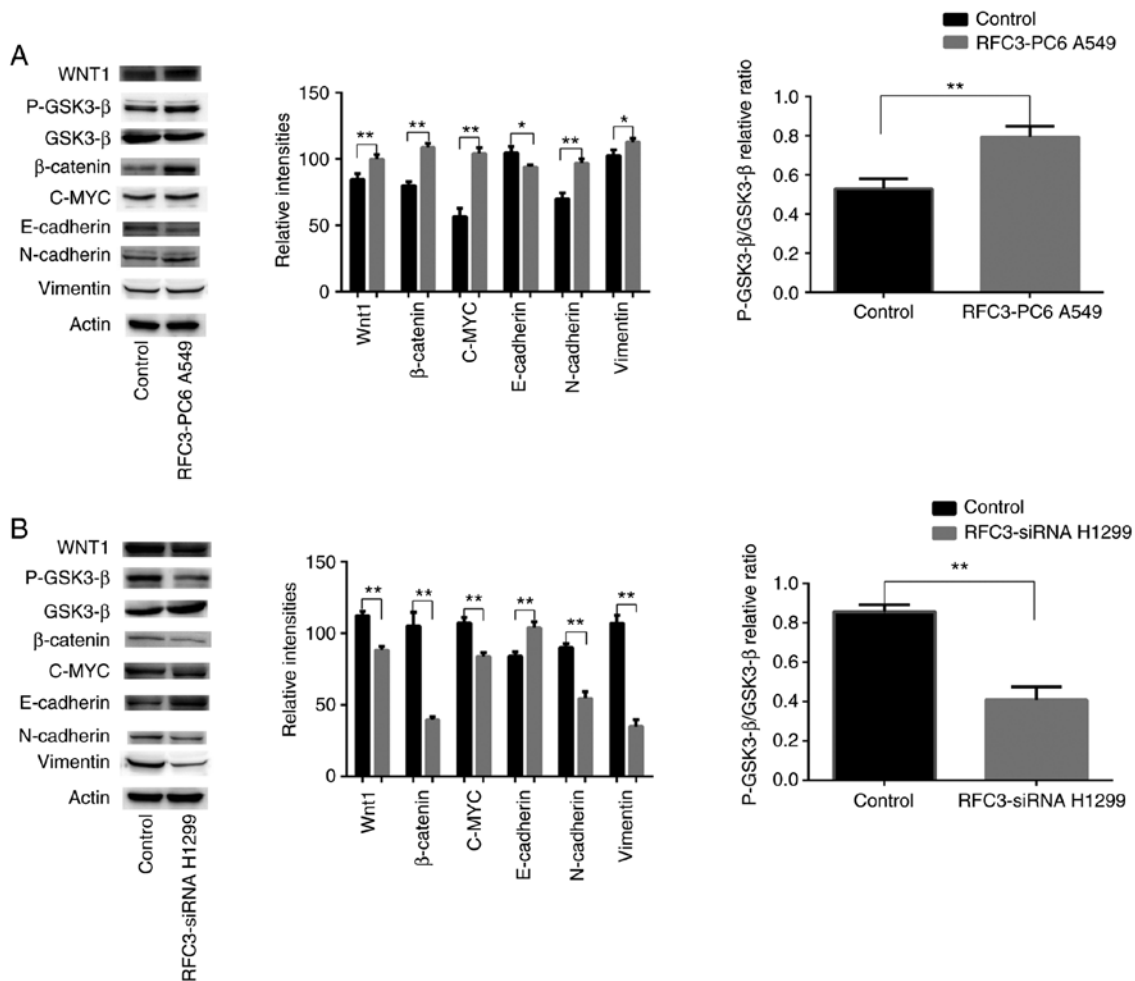 A
WNT1
P-GSK3-β
GSK3-β
β-catenin
C-MYC
E-cadherin
N-cadherin
Vimentin
Actin
Control
RFC3-PC6 A549
Relative intensities
150
100
50
0
**
**
**
*
**
*
Wnt1
β-catenin
C-MYC
E-cadherin
N-cadherin
Vimentin
Control
RFC3-PC6 A549
P-GSK3-β/GSK3-β relative ratio
1.0
0.8
0.6
0.4
0.2
0.0
**
Control
RFC3-PC6 A549
B
WNT1
P-GSK3-β
GSK3-β
β-catenin
C-MYC
E-cadherin
N-cadherin
Vimentin
Actin
Control
RFC3-siRNA H1299
Relative intensities
150
100
50
0
**
**
**
**
**
**
Wnt1
β-catenin
C-MYC
E-cadherin
N-cadherin
Vimentin
Control
RFC3-siRNA H1299
P-GSK3-β/GSK3-β relative ratio
1.0
0.8
0.6
0.4
0.2
0.0
**
Control
RFC3-siRNA H1299